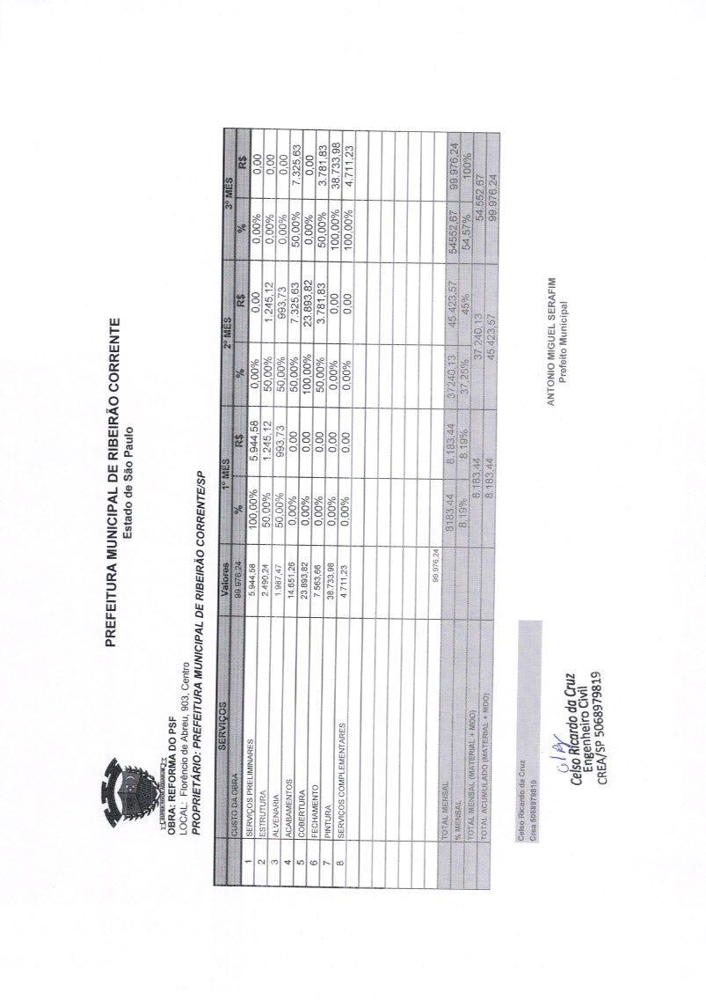 PREFEITURA MUNICIPAL DE RIBEIRÃO CORRENTE
Estado de São Paulo
OBRA: REFORMA DO PSF
LOCAL: Florêncio de Abreu, 903, Centro
PROPRIETÁRIO: PREFEITURA MUNICIPAL DE RIBEIRÃO CORRENTE/SP
SERVIÇOS Valores 1º MÊS 2º MÊS 3º MÊS
CUSTO DA OBRA 99.976,24 % R$ % R$ % R$
1 SERVIÇOS PRELIMINARES 5.944,58 100,00% 5.944,58 0,00% 0,00 0,00% 0,00
2 ESTRUTURA 2.490,24 50,00% 1.245,12 50,00% 1.245,12 0,00% 0,00
3 ALVENARIA 1.987,47 50,00% 993,73 50,00% 993,73 0,00% 0,00
4 ACABAMENTOS 14.651,26 0,00% 0,00 50,00% 7.325,63 50,00% 7.325,63
5 COBERTURA 23.893,82 0,00% 0,00 100,00% 23.893,82 0,00% 0,00
6 FECHAMENTO 7.563,66 0,00% 0,00 50,00% 3.781,83 50,00% 3.781,83
7 PINTURA 38.733,98 0,00% 0,00 0,00% 0,00 100,00% 38.733,98
8 SERVIÇOS COMPLEMENTARES 4.711,23 0,00% 0,00 0,00% 0,00 100,00% 4.711,23
99.976,24
TOTAL MENSAL 8183,44 8.183,44 37240,13 45.423,57 54552,67 99.976,24
% MENSAL 8,19% 8,19% 37,25% 45% 54,57% 100%
TOTAL MENSAL (MATERIAL + MDO) 8.183,44 37.240,13 54.552,67
TOTAL ACUMULADO (MATERIAL + MDO) 8.183,44 45.423,57 99.976,24
Celso Ricardo da Cruz
Crea 5068979819
Celso Ricardo da Cruz
Engenheiro Civil
CREA/SP 5068979819
ANTONIO MIGUEL SERAFIM
Prefeito Municipal